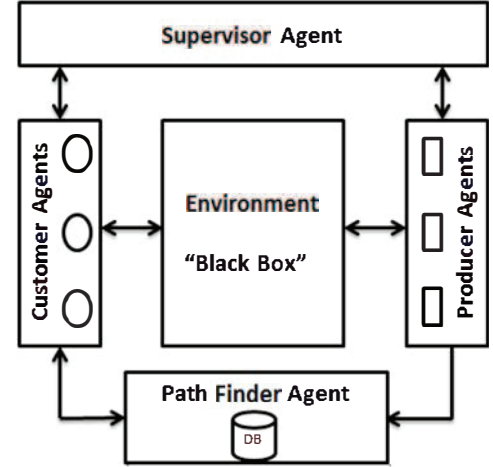 Supervisor Agent
Customer Agents
Environment
“Black Box”
Producer Agents
Path Finder Agent
DB